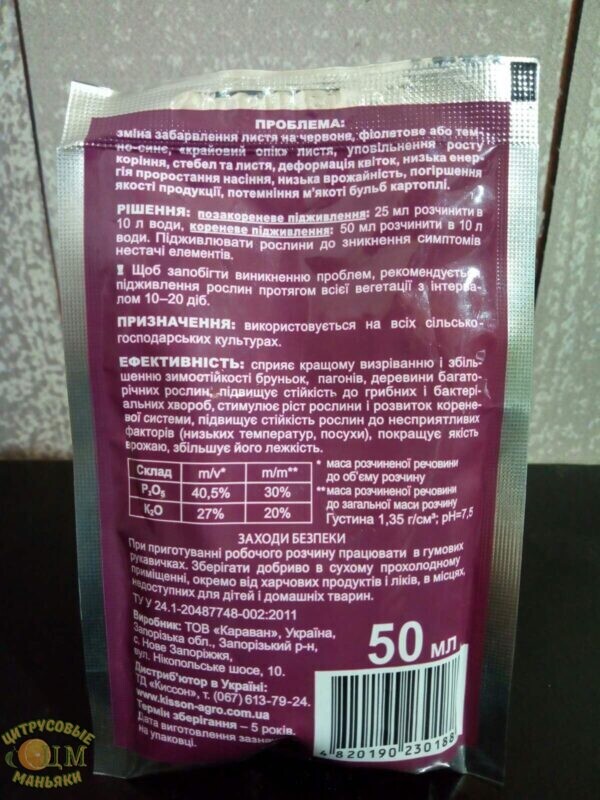 ПРОБЛЕМА:
зміна забарвлення листя на червоне, фіолетове або тем-
но-синє, «крайовий опік» листя, уповільнення росту
коріння, стебел та листя, деформація квіток, низька енер-
гія проростання насіння, низька врожайність, погіршення
якості продукції, потемніння м'якоті бульб картоплі.
РІШЕННЯ: позакореневе підживлення: 25 мл розчинити в
10 л води, кореневе підживлення: 50 мл розчинити в 10 л
води. Підживлювати рослини до зникнення симптомів
нестачі елементів.
! Щоб запобігти виникненню проблем, рекомендується
підживлення рослин протягом всієї вегетації з інтерва-
лом 10–20 діб.
ПРИЗНАЧЕННЯ: використовується на всіх сільсько-
господарських культурах.
ЕФЕКТИВНІСТЬ: сприяє кращому визріванню і збіль-
шенню зимостійкості бруньок, пагонів, деревини багато-
річних рослин, підвищує стійкість до грибних і бактері-
альних хвороб, стимулює ріст рослини і розвиток корене-
вої системи, підвищує стійкість рослин до несприятливих
факторів (низьких температур, посухи), покращує якість
врожаю, збільшує його лежкість.
Склад m/v* m/m**
P₂O₅ 40,5% 30%
K₂O 27% 20%
* маса розчиненої речовини
до об'єму розчину
** маса розчиненої речовини
до загальної маси розчину
Густина 1,35 г/см³; pH=7,5
ЗАХОДИ БЕЗПЕКИ
При приготуванні робочого розчину працювати в гумових
рукавичках. Зберігати добриво в сухому прохолодному
приміщенні, окремо від харчових продуктів і ліків, в місцях,
недоступних для дітей і домашніх тварин.
ТУ У 24.1-20487748-002:2011
Виробник: ТОВ «Караван», Україна,
Запорізька обл., Запорізький р-н,
с. Нове Запоріжжя,
вул. Нікопольське шосе, 10.
Дистриб'ютор в Україні:
ТД «Киссон», т. (067) 613-79-24.
www.kisson-agro.com.ua
Термін зберігання – 5 років.
Дата виготовлення
на упаковці.
50 мл
4 820190 230188
ЦИТРУСОВЫЕ
ЦМ
МАНЬЯКИ